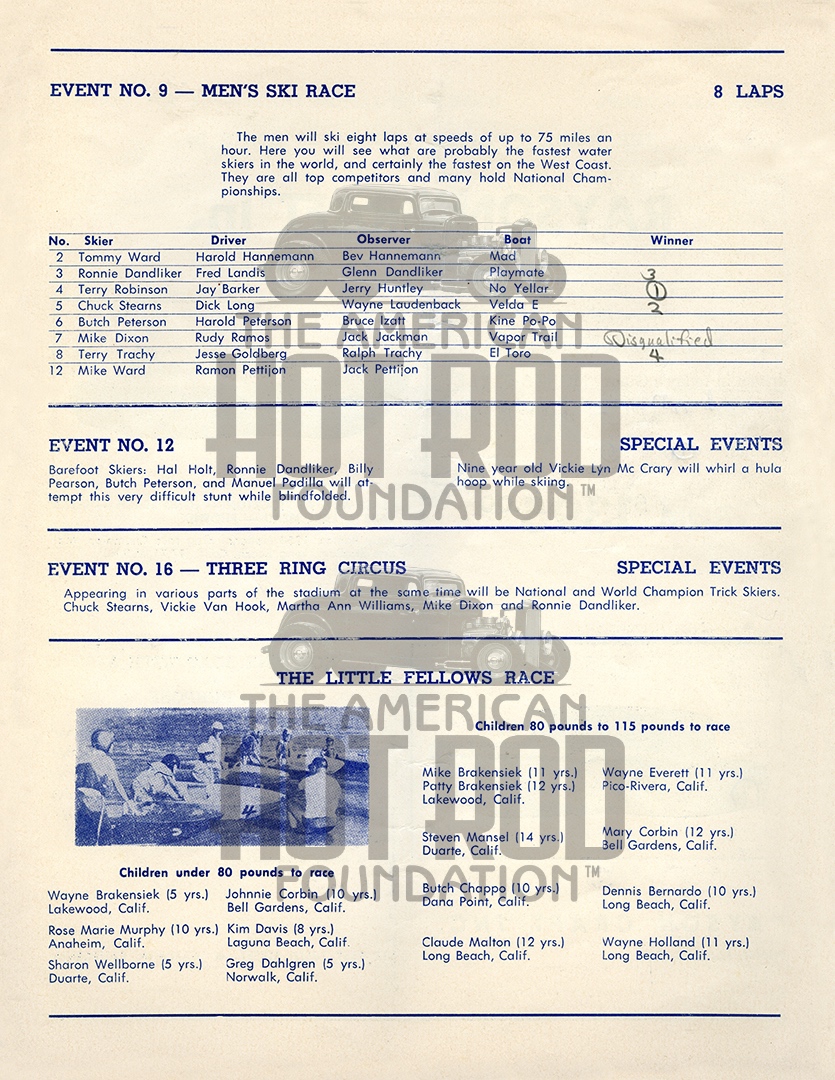 EVENT NO. 9 — MEN'S SKI RACE 8 LAPS
The men will ski eight laps at speeds of up to 75 miles an
hour. Here you will see what are probably the fastest water
skiers in the world, and certainly the fastest on the West Coast.
They are all top competitors and many hold National Cham-
pionships.
No. Skier Driver Observer Boat Winner
2 Tommy Ward Harold Hannemann Bev Hannemann Mad
3 Ronnie Dandliker Fred Landis Glenn Dandliker Playmate 3
4 Terry Robinson Jay Barker Jerry Huntley No Yellar 1
5 Chuck Stearns Dick Long Wayne Laudenback Velda E 2
6 Butch Peterson Harold Peterson Bruce Izatt Kine Po-Po
7 Mike Dixon Rudy Ramos Jack Jackman Vapor Trail Disqualified
8 Terry Trachy Jesse Goldberg Ralph Trachy El Toro 4
12 Mike Ward Ramon Pettijon Jack Pettijon
THE AMERICAN
HOT ROD
FOUNDATION™
EVENT NO. 12
Barefoot Skiers: Hal Holt, Ronnie Dandliker, Billy
Pearson, Butch Peterson, and Manuel Padilla will at-
tempt this very difficult stunt while blindfolded.
SPECIAL EVENTS
Nine year old Vickie Lyn Mc Crary will whirl a hula
hoop while skiing.
EVENT NO. 16 — THREE RING CIRCUS SPECIAL EVENTS
Appearing in various parts of the stadium at the same time will be National and World Champion Trick Skiers.
Chuck Stearns, Vickie Van Hook, Martha Ann Williams, Mike Dixon and Ronnie Dandliker.
THE LITTLE FELLOWS RACE
THE AMERICAN
HOT ROD
FOUNDATION™
4
Children under 80 pounds to race
Wayne Brakensiek (5 yrs.)
Lakewood, Calif.
Rose Marie Murphy (10 yrs.)
Anaheim, Calif.
Sharon Wellborne (5 yrs.)
Duarte, Calif.
Johnnie Corbin (10 yrs.)
Bell Gardens, Calif.
Kim Davis (8 yrs.)
Laguna Beach, Calif.
Greg Dahlgren (5 yrs.)
Norwalk, Calif.
Children 80 pounds to 115 pounds to race
Mike Brakensiek (11 yrs.)
Patty Brakensiek (12 yrs.)
Lakewood, Calif.
Steven Mansel (14 yrs.)
Duarte, Calif.
Butch Chappo (10 yrs.)
Dana Point, Calif.
Claude Malton (12 yrs.)
Long Beach, Calif.
Wayne Everett (11 yrs.)
Pico-Rivera, Calif.
Mary Corbin (12 yrs.)
Bell Gardens, Calif.
Dennis Bernardo (10 yrs.)
Long Beach, Calif.
Wayne Holland (11 yrs.)
Long Beach, Calif.